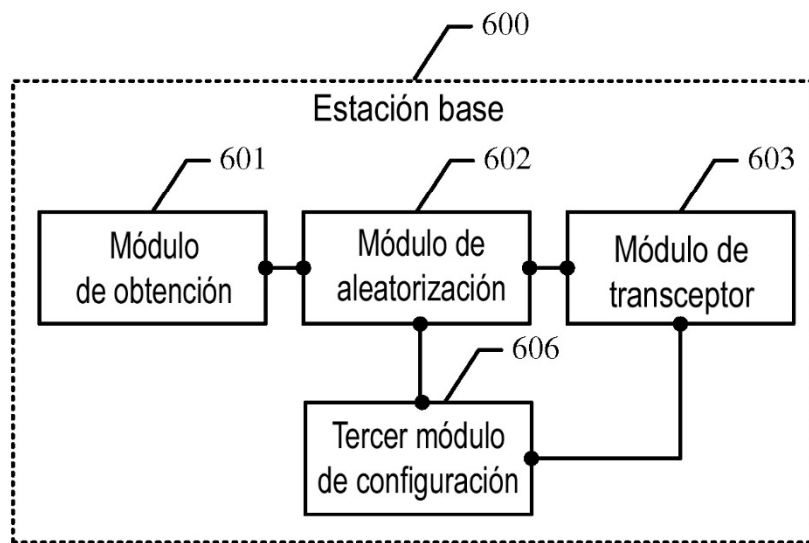 600
Estación base
601
602
603
Módulo
de obtención
Módulo de
aleatorización
Módulo de
transceptor
606
Tercer módulo
de configuración